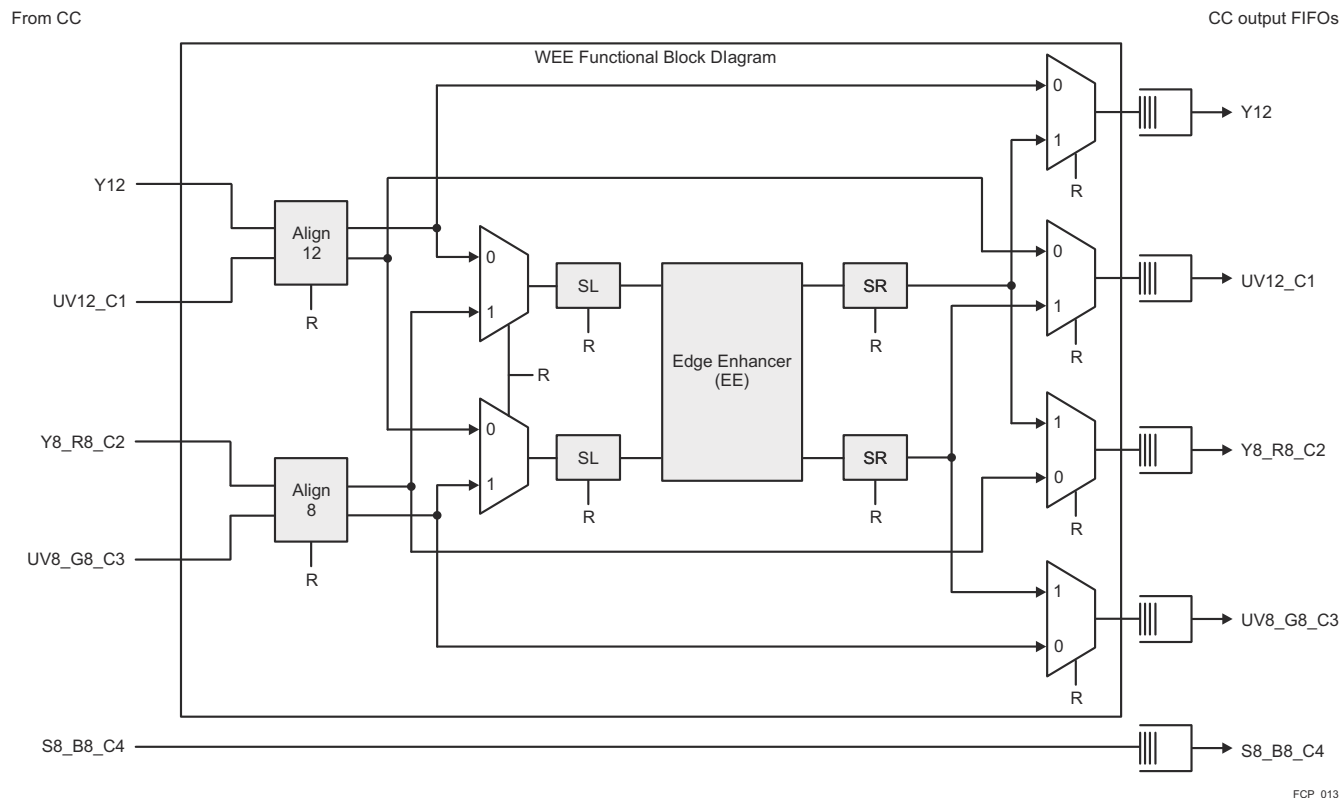 From CC
CC output FIFOs
WEE Functional Block DIagram
0
Y12
1
R
Y12
Align
12
R
UV12_C1
0
1
R
0
1
R
UV12_C1
SL
R
Edge Enhancer
(EE)
SR
R
Y8_R8_C2
Align
8
R
UV8_G8_C3
0
1
SL
R
SR
R
1
0
R
Y8_R8_C2
1
0
R
UV8_G8_C3
S8_B8_C4
S8_B8_C4
FCP_013